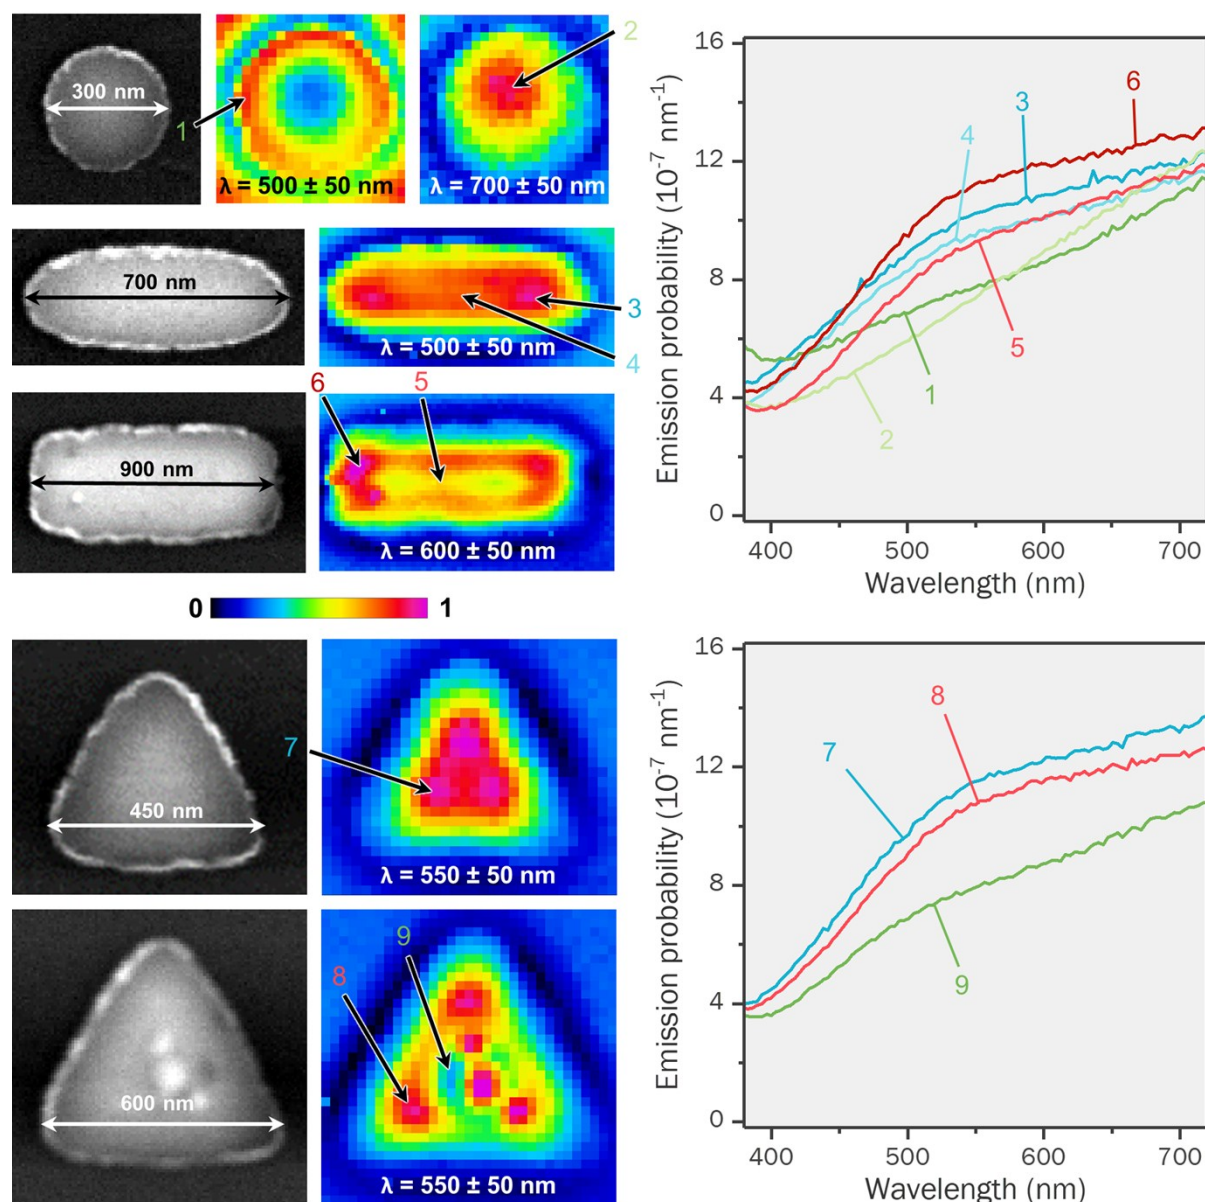 300 nm
1
2
λ = 500 ± 50 nm
λ = 700 ± 50 nm
700 nm
3
4
λ = 500 ± 50 nm
6
5
900 nm
λ = 600 ± 50 nm
0
1
16
12
8
4
0
Emission probability (10⁻⁷ nm⁻¹)
6
3
4
5
1
2
400
500
600
700
Wavelength (nm)
7
450 nm
λ = 550 ± 50 nm
9
8
600 nm
λ = 550 ± 50 nm
16
12
8
4
0
Emission probability (10⁻⁷ nm⁻¹)
8
7
9
400
500
600
700
Wavelength (nm)